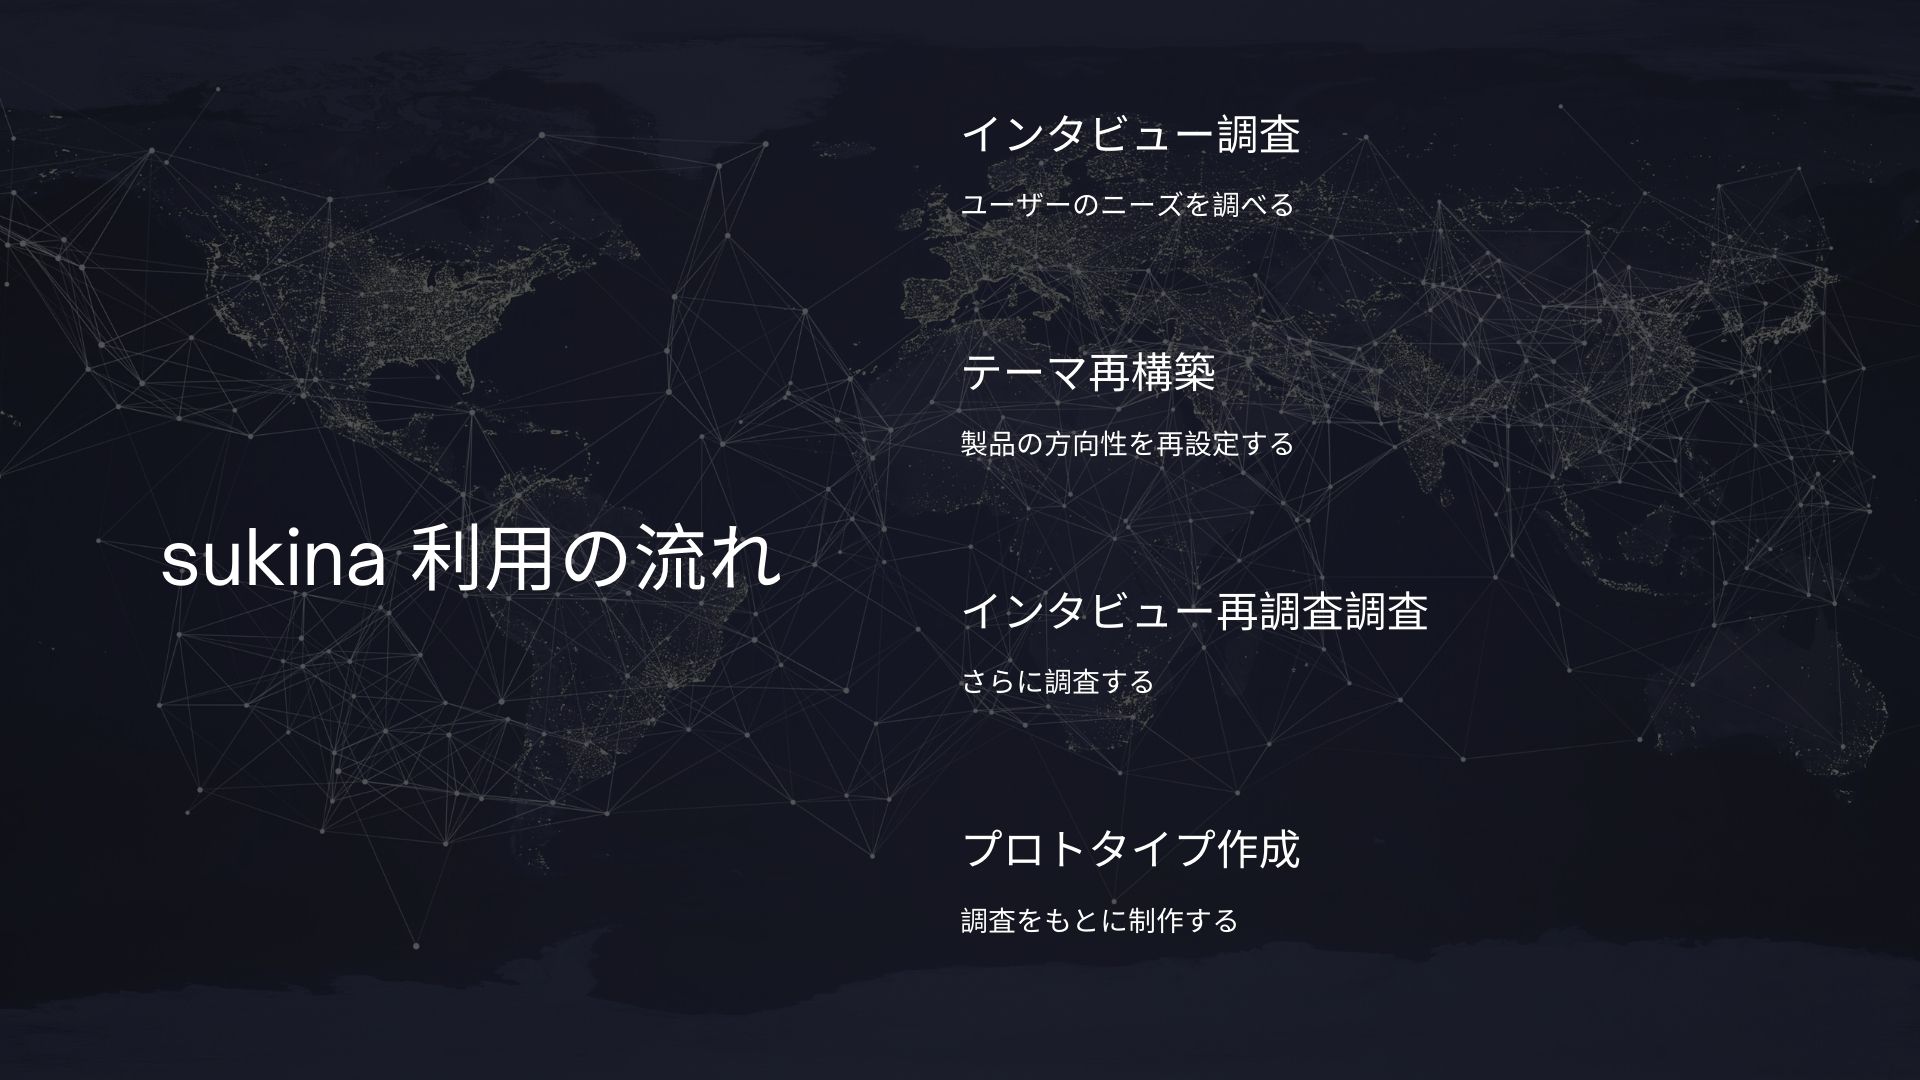 sukina 利用の流れ
インタビュー調査
ユーザーのニーズを調べる
テーマ再構築
製品の方向性を再設定する
インタビュー再調査調査
さらに調査する
プロトタイプ作成
調査をもとに制作する